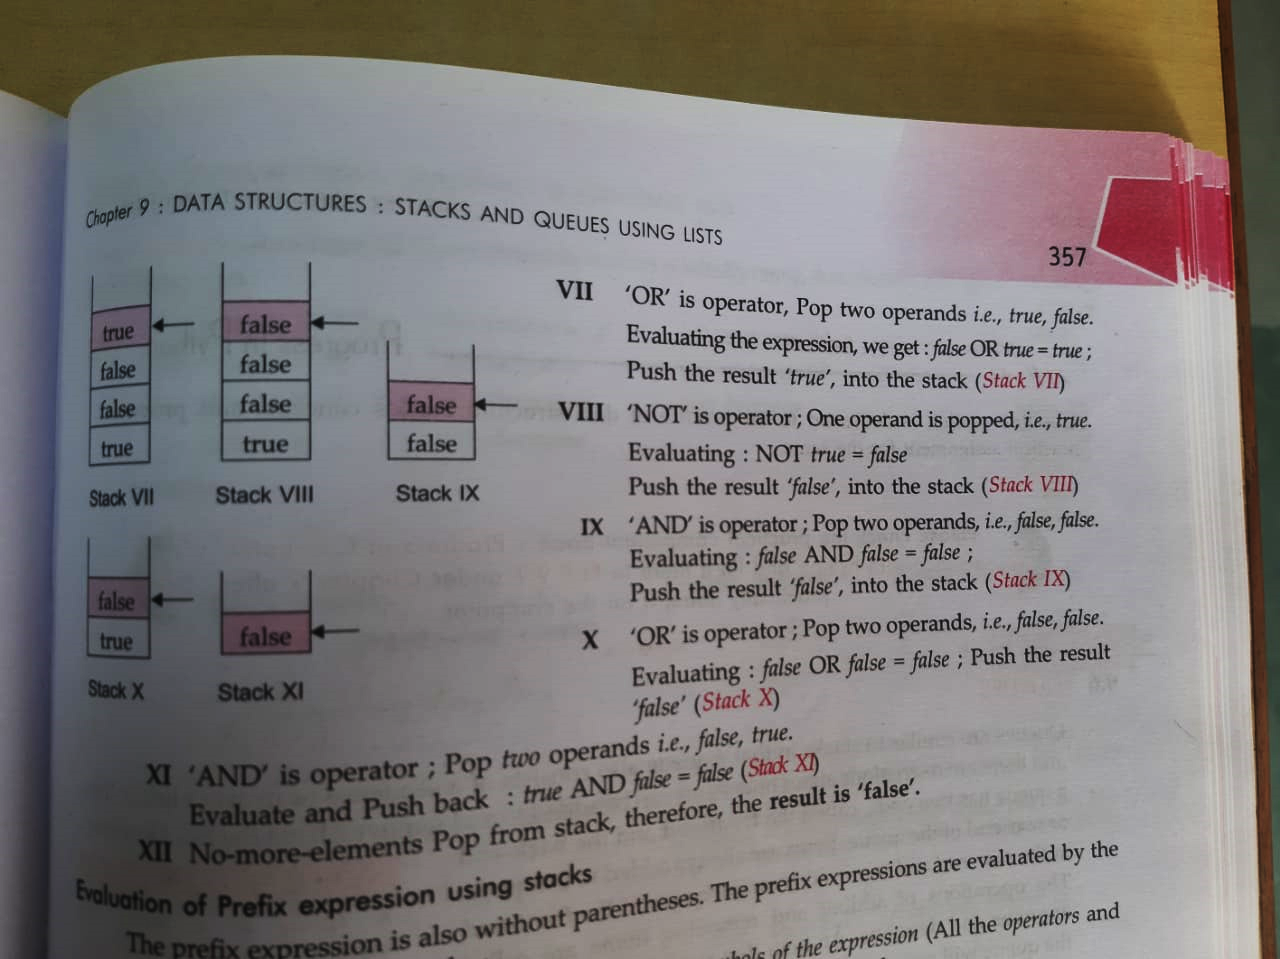 Chapter 9 : DATA STRUCTURES : STACKS AND QUEUES USING LISTS
357
true
false
false
true
Stack VII
false
false
false
true
Stack VIII
false
false
Stack IX
false
true
Stack X
false
Stack XI
VII 'OR' is operator, Pop two operands i.e., true, false.
Evaluating the expression, we get : false OR true = true ;
Push the result 'true', into the stack (Stack VII)
VIII 'NOT' is operator ; One operand is popped, i.e., true.
Evaluating : NOT true = false
Push the result 'false', into the stack (Stack VIII)
IX 'AND' is operator ; Pop two operands, i.e., false, false.
Evaluating : false AND false = false ;
Push the result 'false', into the stack (Stack IX)
X 'OR' is operator ; Pop two operands, i.e., false, false.
Evaluating : false OR false = false ; Push the result
'false' (Stack X)
XI 'AND' is operator ; Pop two operands i.e., false, true.
Evaluate and Push back : true AND false = false (Stack XI)
XII No-more-elements Pop from stack, therefore, the result is 'false'.
Evaluation of Prefix expression using stacks
The prefix expression is also without parentheses. The prefix expressions are evaluated by the
of the expression (All the operators and